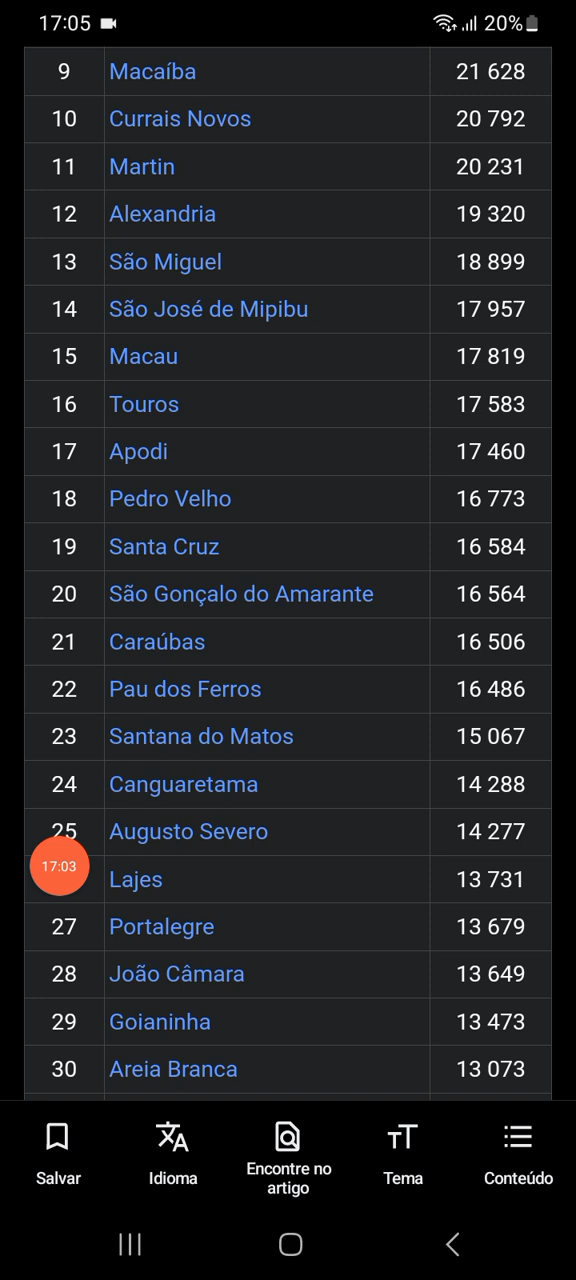 17:05 20%
9 Macaíba 21 628
10 Currais Novos 20 792
11 Martin 20 231
12 Alexandria 19 320
13 São Miguel 18 899
14 São José de Mipibu 17 957
15 Macau 17 819
16 Touros 17 583
17 Apodi 17 460
18 Pedro Velho 16 773
19 Santa Cruz 16 584
20 São Gonçalo do Amarante 16 564
21 Caraúbas 16 506
22 Pau dos Ferros 16 486
23 Santana do Matos 15 067
24 Canguaretama 14 288
25 Augusto Severo 14 277
17:03 Lajes 13 731
27 Portalegre 13 679
28 João Câmara 13 649
29 Goianinha 13 473
30 Areia Branca 13 073
Salvar Idioma Encontre no artigo Tema Conteúdo